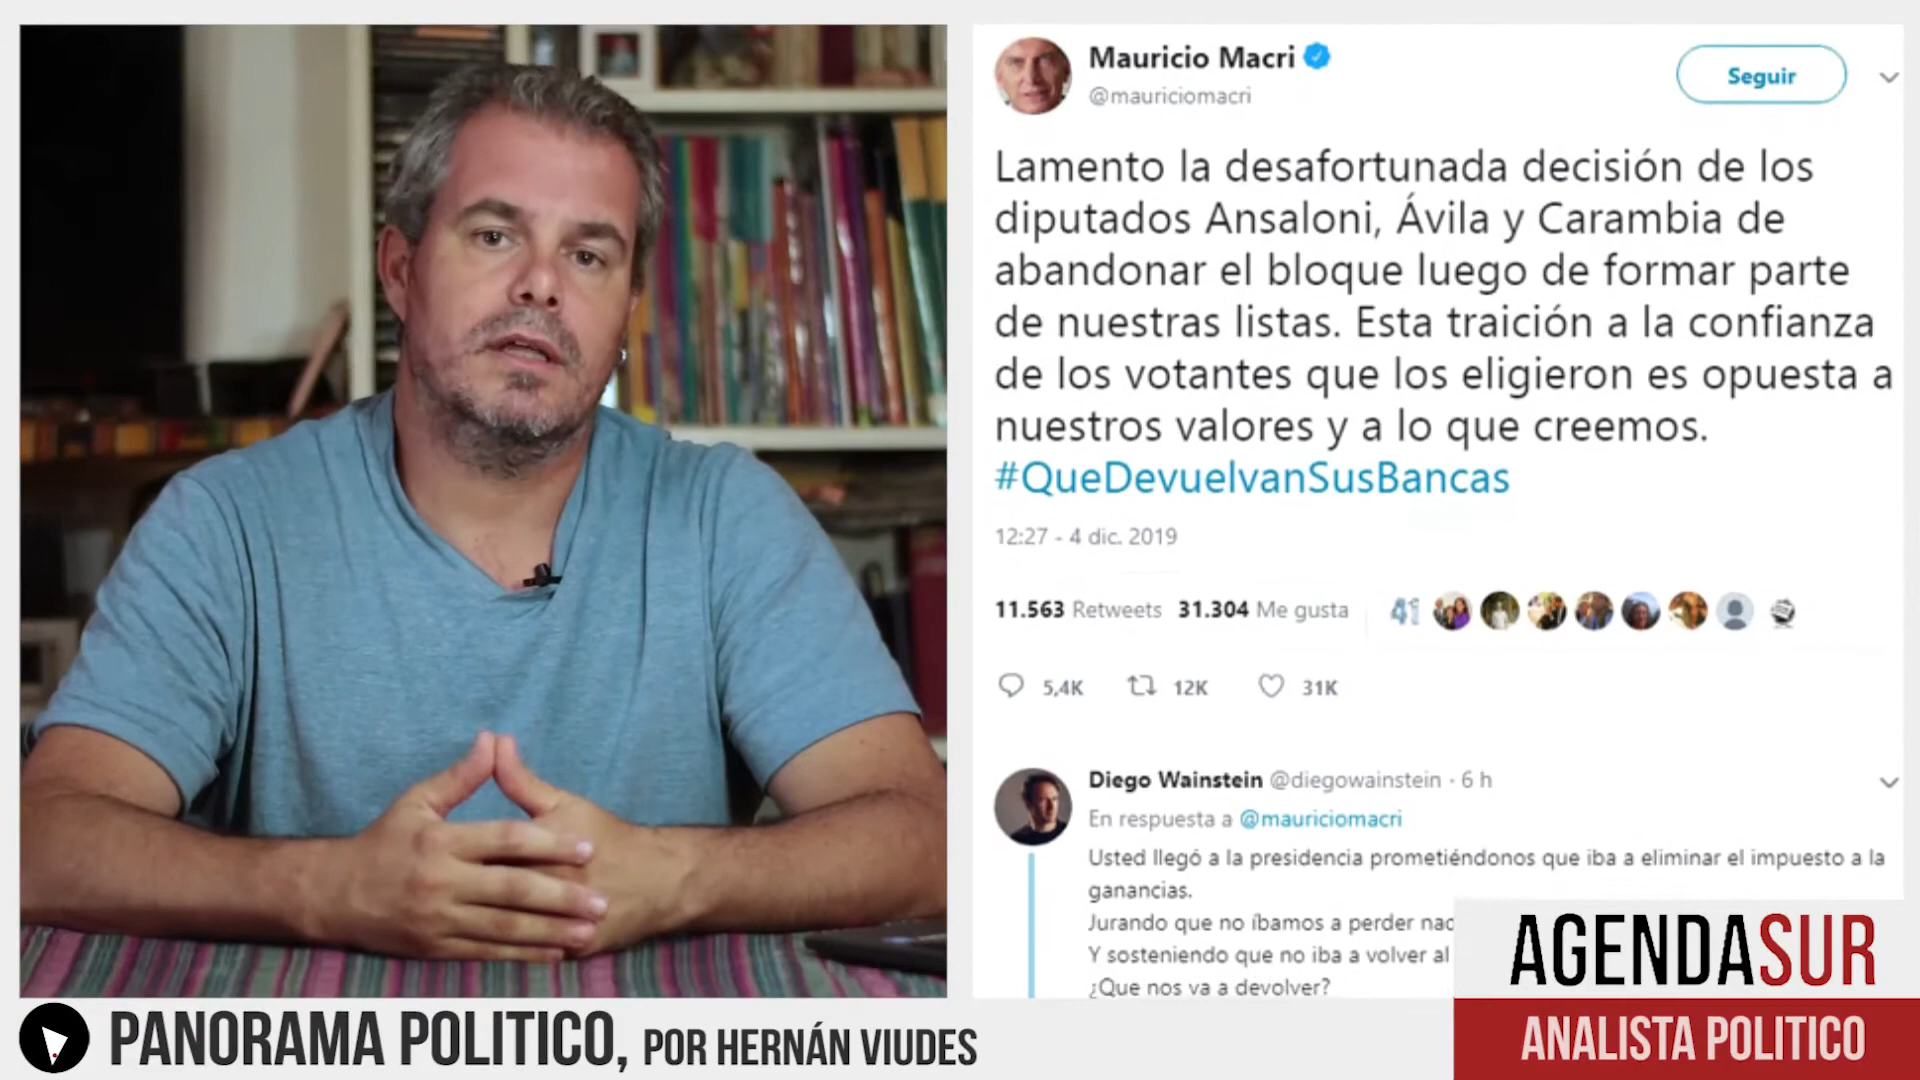 Mauricio Macri
@mauriciomacri
Seguir
Lamento la desafortunada decisión de los
diputados Ansaloni, Ávila y Carambia de
abandonar el bloque luego de formar parte
de nuestras listas. Esta traición a la confianza
de los votantes que los eligieron es opuesta a
nuestros valores y a lo que creemos.
#QueDevuelvanSusBancas
12:27 - 4 dic. 2019
11.563 Retweets 31.304 Me gusta
5,4K 12K 31K
Diego Wainstein @diegowainstein · 6 h
En respuesta a @mauriciomacri
Usted llegó a la presidencia prometiéndonos que iba a eliminar el impuesto a la
ganancias.
Jurando que no íbamos a perder nad
Y sosteniendo que no iba a volver al
¿Que nos va a devolver?
AGENDASUR
ANALISTA POLITICO
PANORAMA POLITICO, POR HERNÁN VIUDES